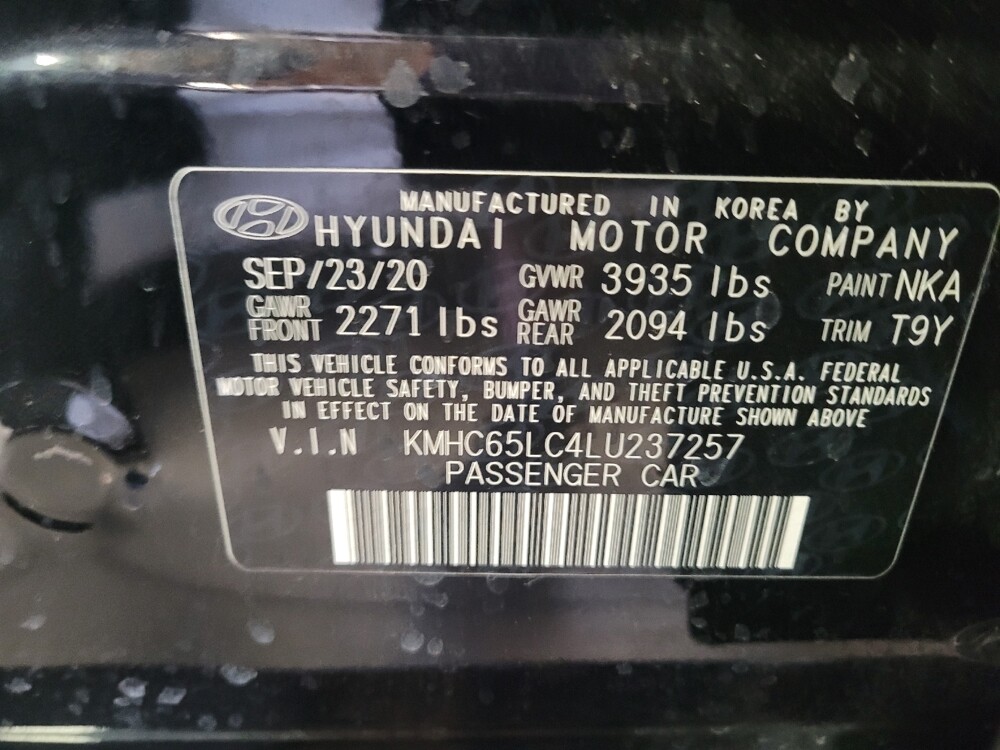 MANUFACTURED IN KOREA BY
HYUNDAI MOTOR COMPANY
SEP/23/20 GVWR 3935 lbs PAINT NKA
GAWR FRONT 2271 lbs GAWR REAR 2094 lbs TRIM T9Y
THIS VEHICLE CONFORMS TO ALL APPLICABLE U.S.A. FEDERAL
MOTOR VEHICLE SAFETY, BUMPER, AND THEFT PREVENTION STANDARDS
IN EFFECT ON THE DATE OF MANUFACTURE SHOWN ABOVE
V.I.N KMHC65LC4LU237257
PASSENGER CAR